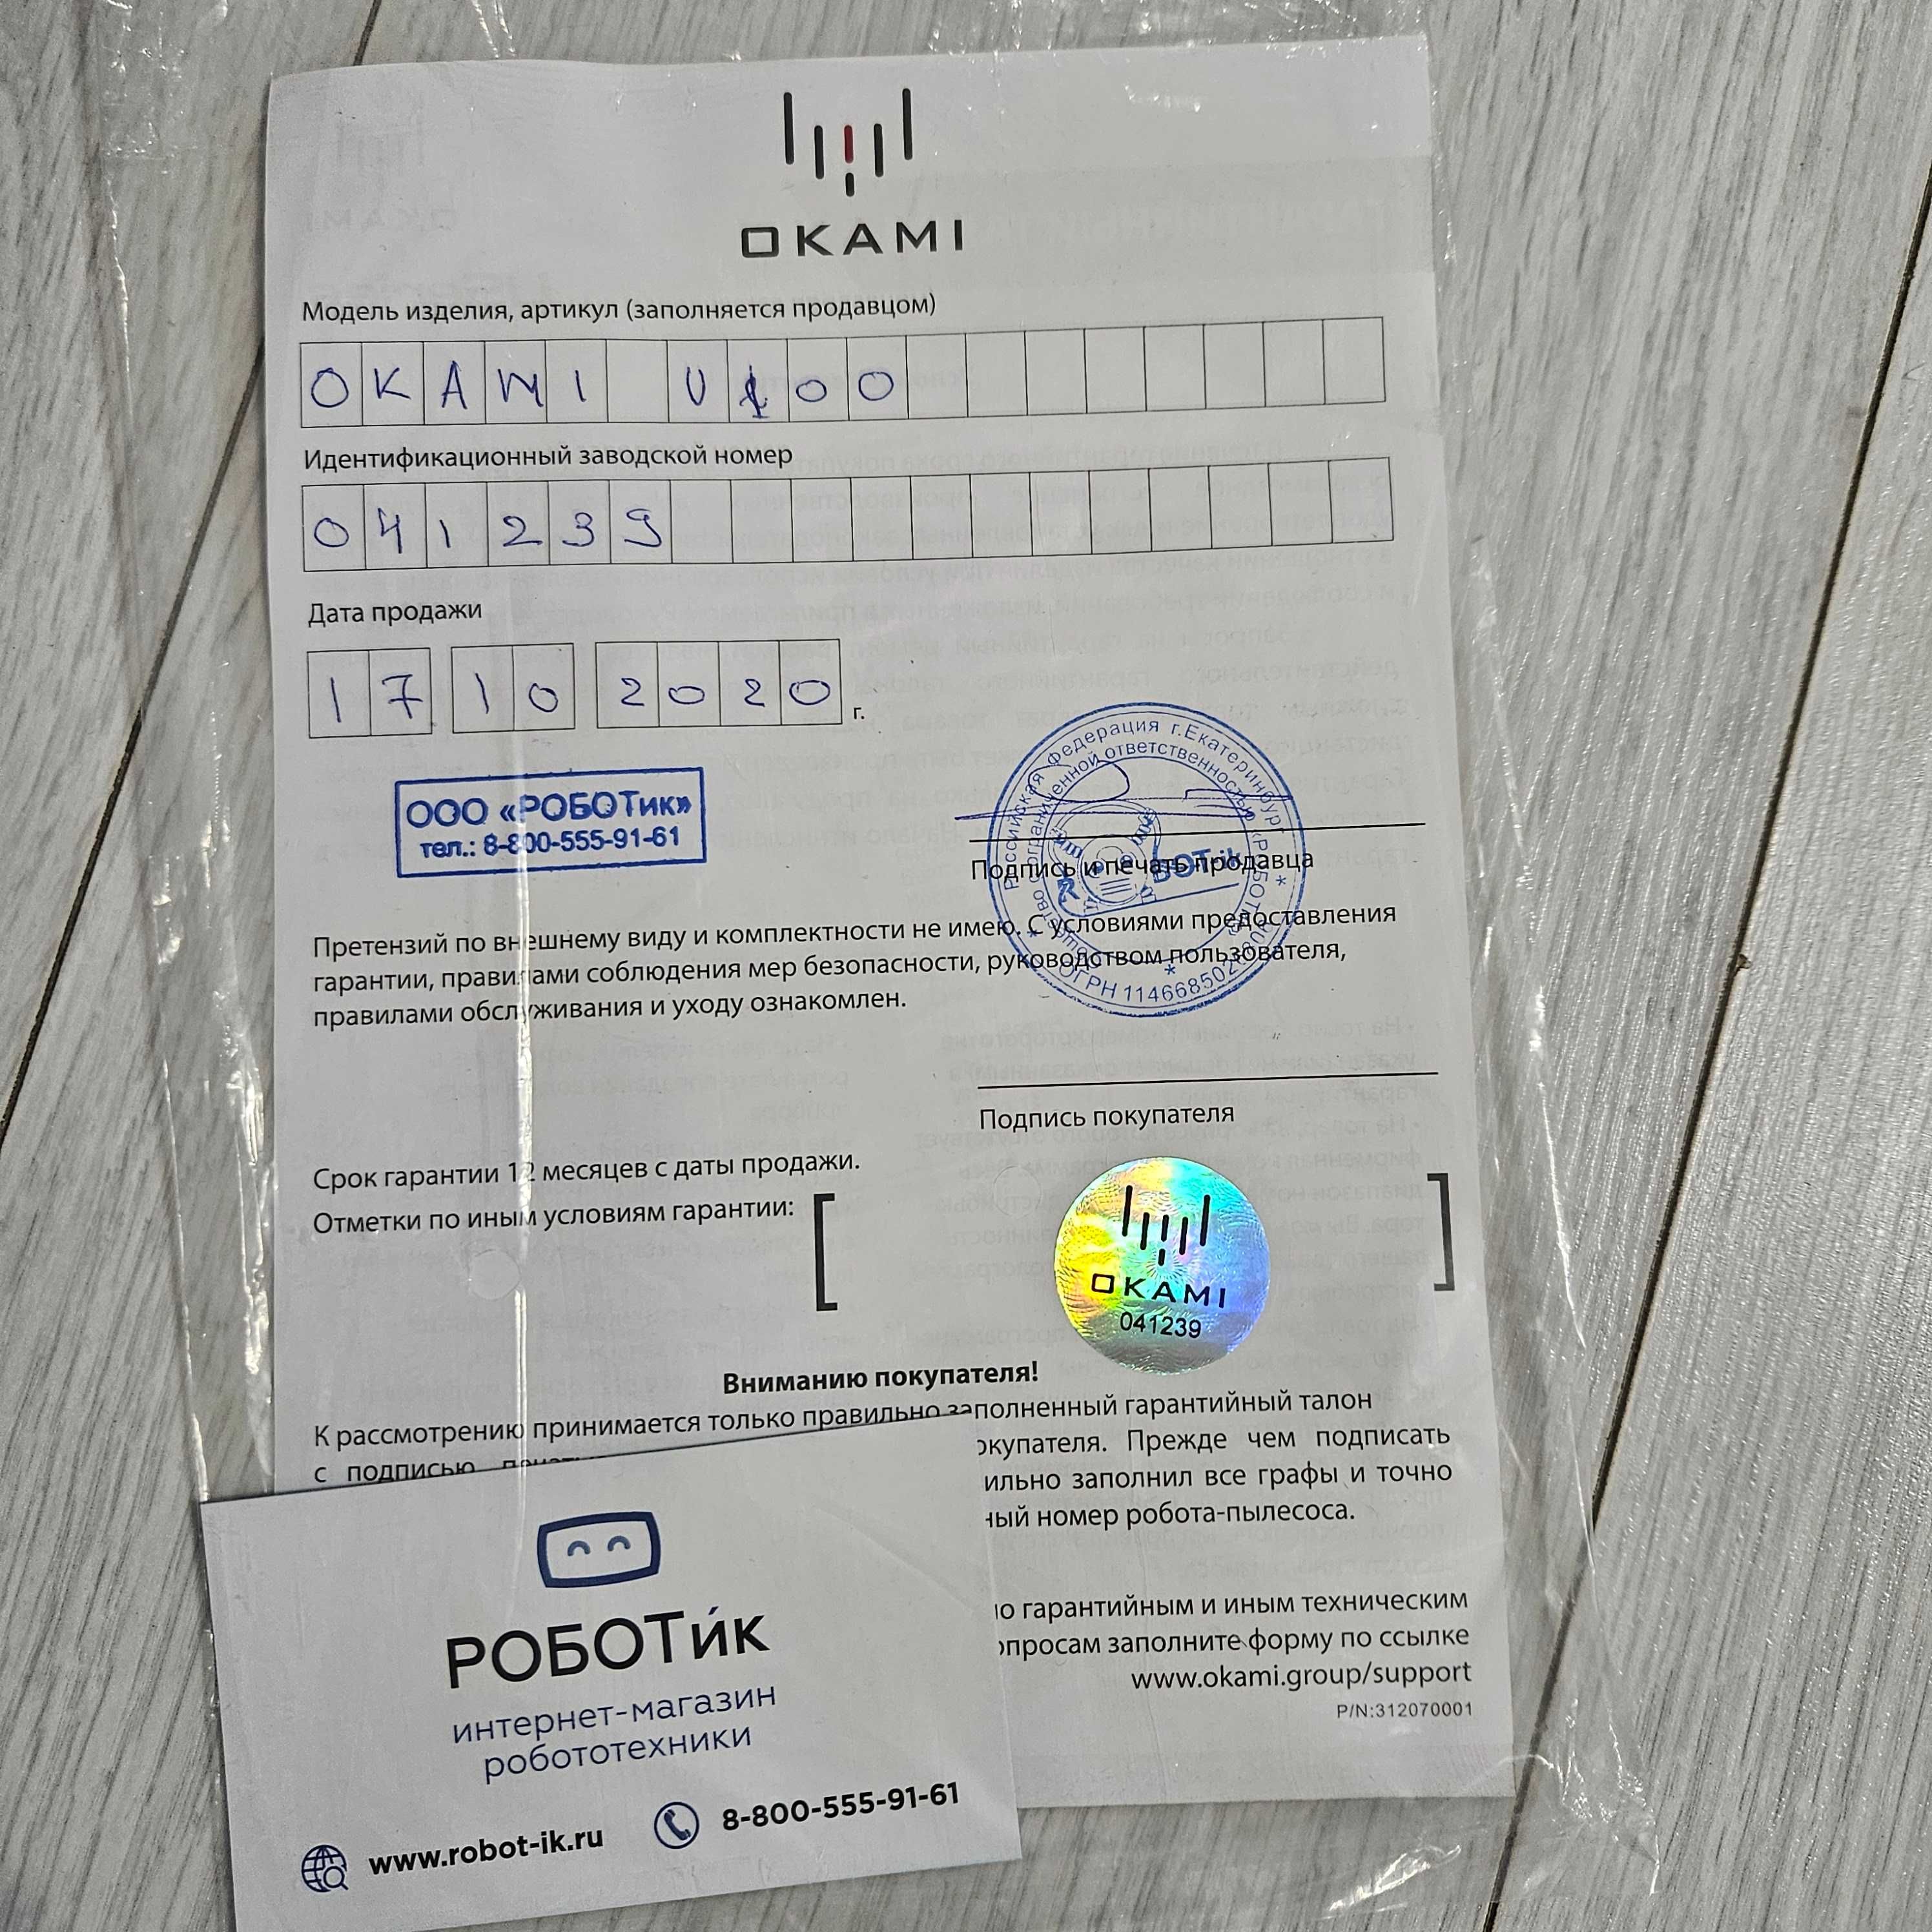 OKAMI
Модель изделия, артикул (заполняется продавцом)
OKAMI U100
Идентификационный заводской номер
041239
Дата продажи
17 10 2020 г.
ООО «РОБОТик»
тел.: 8-800-555-91-61
Российская Федерация г.Екатеринбург
ограниченной ответственностью «РОБОТик»
ОГРН
Подпись и печать продавца
Претензий по внешнему виду и комплектности не имею. С условиями предоставления
гарантии, правилами соблюдения мер безопасности, руководством пользователя,
правилами обслуживания и уходу ознакомлен.
Подпись покупателя
Срок гарантии 12 месяцев с даты продажи.
Отметки по иным условиям гарантии:
OKAMI
041239
Вниманию покупателя!
К рассмотрению принимается только правильно заполненный гарантийный талон
с подписью, окупателя. Прежде чем подписать
ильно заполнил все графы и точно
ный номер робота-пылесоса.
по гарантийным и иным техническим
опросам заполните форму по ссылке
www.okami.group/support
P/N:312070001
РОБОТи́к
интернет-магазин
робототехники
www.robot-ik.ru 8-800-555-91-61